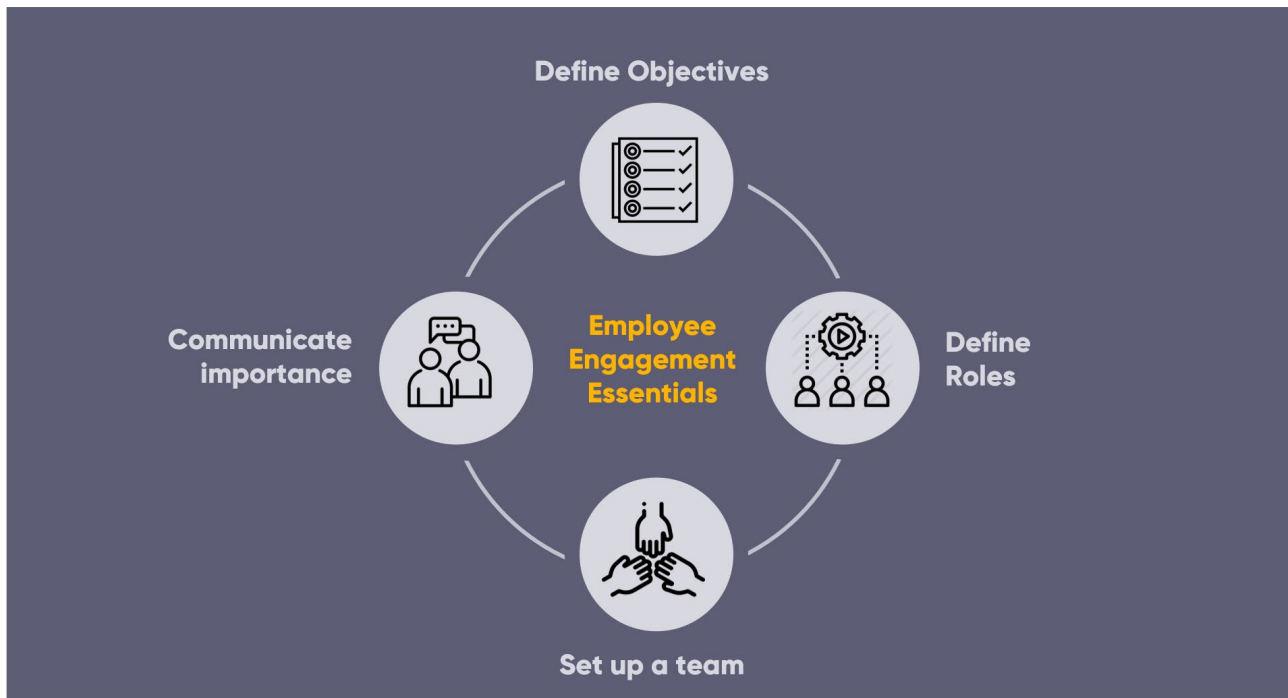 Define Objectives
Communicate
importance
Employee
Engagement
Essentials
Define
Roles
Set up a team